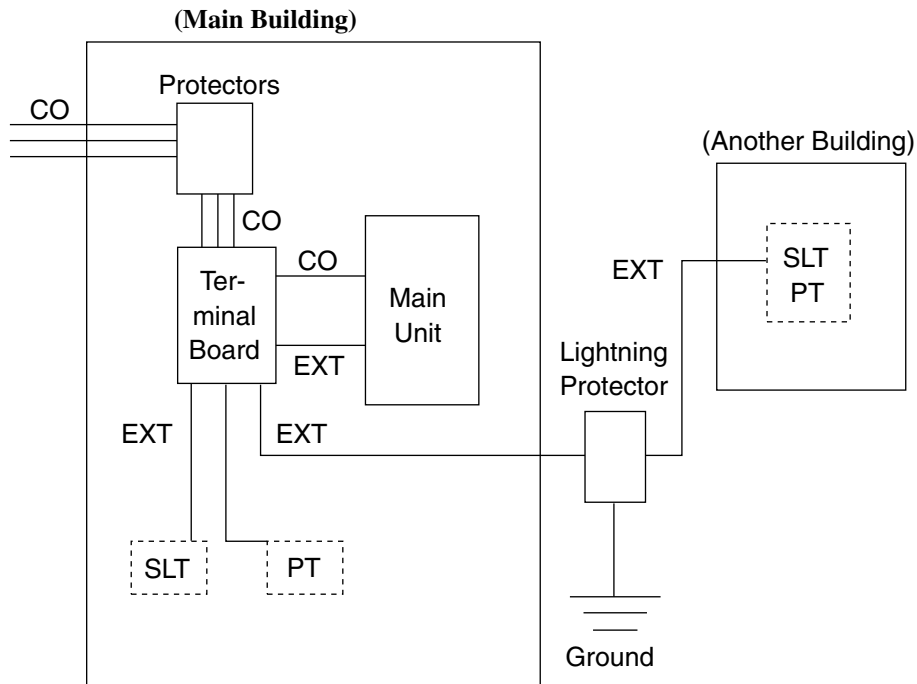 (Main Building)
Protectors
CO
(Another Building)
CO
CO
EXT
SLT
PT
Ter-
minal
Board
Main
Unit
EXT
Lightning
Protector
EXT
EXT
SLT
PT
Ground